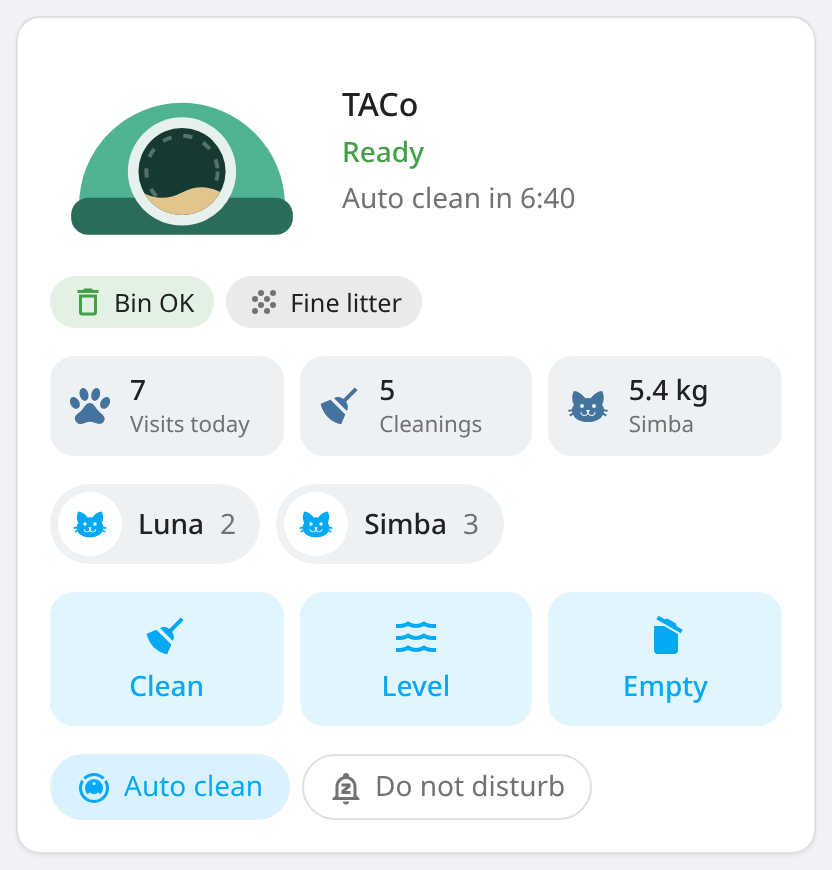 TACo
Ready
Auto clean in 6:40
Bin OK
Fine litter
7
Visits today
5
Cleanings
5.4 kg
Simba
Luna 2
Simba 3
Clean
Level
Empty
Auto clean
Do not disturb